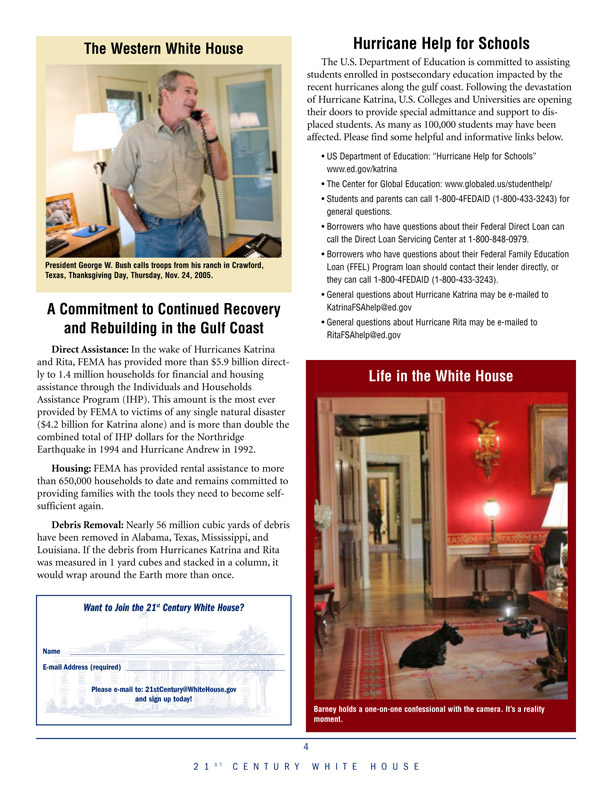 The Western White House
President George W. Bush calls troops from his ranch in Crawford,
Texas, Thanksgiving Day, Thursday, Nov. 24, 2005.
A Commitment to Continued Recovery
and Rebuilding in the Gulf Coast
Direct Assistance: In the wake of Hurricanes Katrina
and Rita, FEMA has provided more than $5.9 billion direct-
ly to 1.4 million households for financial and housing
assistance through the Individuals and Households
Assistance Program (IHP). This amount is the most ever
provided by FEMA to victims of any single natural disaster
($4.2 billion for Katrina alone) and is more than double the
combined total of IHP dollars for the Northridge
Earthquake in 1994 and Hurricane Andrew in 1992.
Housing: FEMA has provided rental assistance to more
than 650,000 households to date and remains committed to
providing families with the tools they need to become self-
sufficient again.
Debris Removal: Nearly 56 million cubic yards of debris
have been removed in Alabama, Texas, Mississippi, and
Louisiana. If the debris from Hurricanes Katrina and Rita
was measured in 1 yard cubes and stacked in a column, it
would wrap around the Earth more than once.
Want to Join the 21st Century White House?
Name
E-mail Address (required)
Please e-mail to: 21stCentury@WhiteHouse.gov
and sign up today!
Hurricane Help for Schools
The U.S. Department of Education is committed to assisting
students enrolled in postsecondary education impacted by the
recent hurricanes along the gulf coast. Following the devastation
of Hurricane Katrina, U.S. Colleges and Universities are opening
their doors to provide special admittance and support to dis-
placed students. As many as 100,000 students may have been
affected. Please find some helpful and informative links below.
• US Department of Education: “Hurricane Help for Schools”
www.ed.gov/katrina
• The Center for Global Education: www.globaled.us/studenthelp/
• Students and parents can call 1-800-4FEDAID (1-800-433-3243) for
general questions.
• Borrowers who have questions about their Federal Direct Loan can
call the Direct Loan Servicing Center at 1-800-848-0979.
• Borrowers who have questions about their Federal Family Education
Loan (FFEL) Program loan should contact their lender directly, or
they can call 1-800-4FEDAID (1-800-433-3243).
• General questions about Hurricane Katrina may be e-mailed to
KatrinaFSAhelp@ed.gov
• General questions about Hurricane Rita may be e-mailed to
RitaFSAhelp@ed.gov
Life in the White House
Barney holds a one-on-one confessional with the camera. It’s a reality
moment.
4
21ST CENTURY WHITE HOUSE